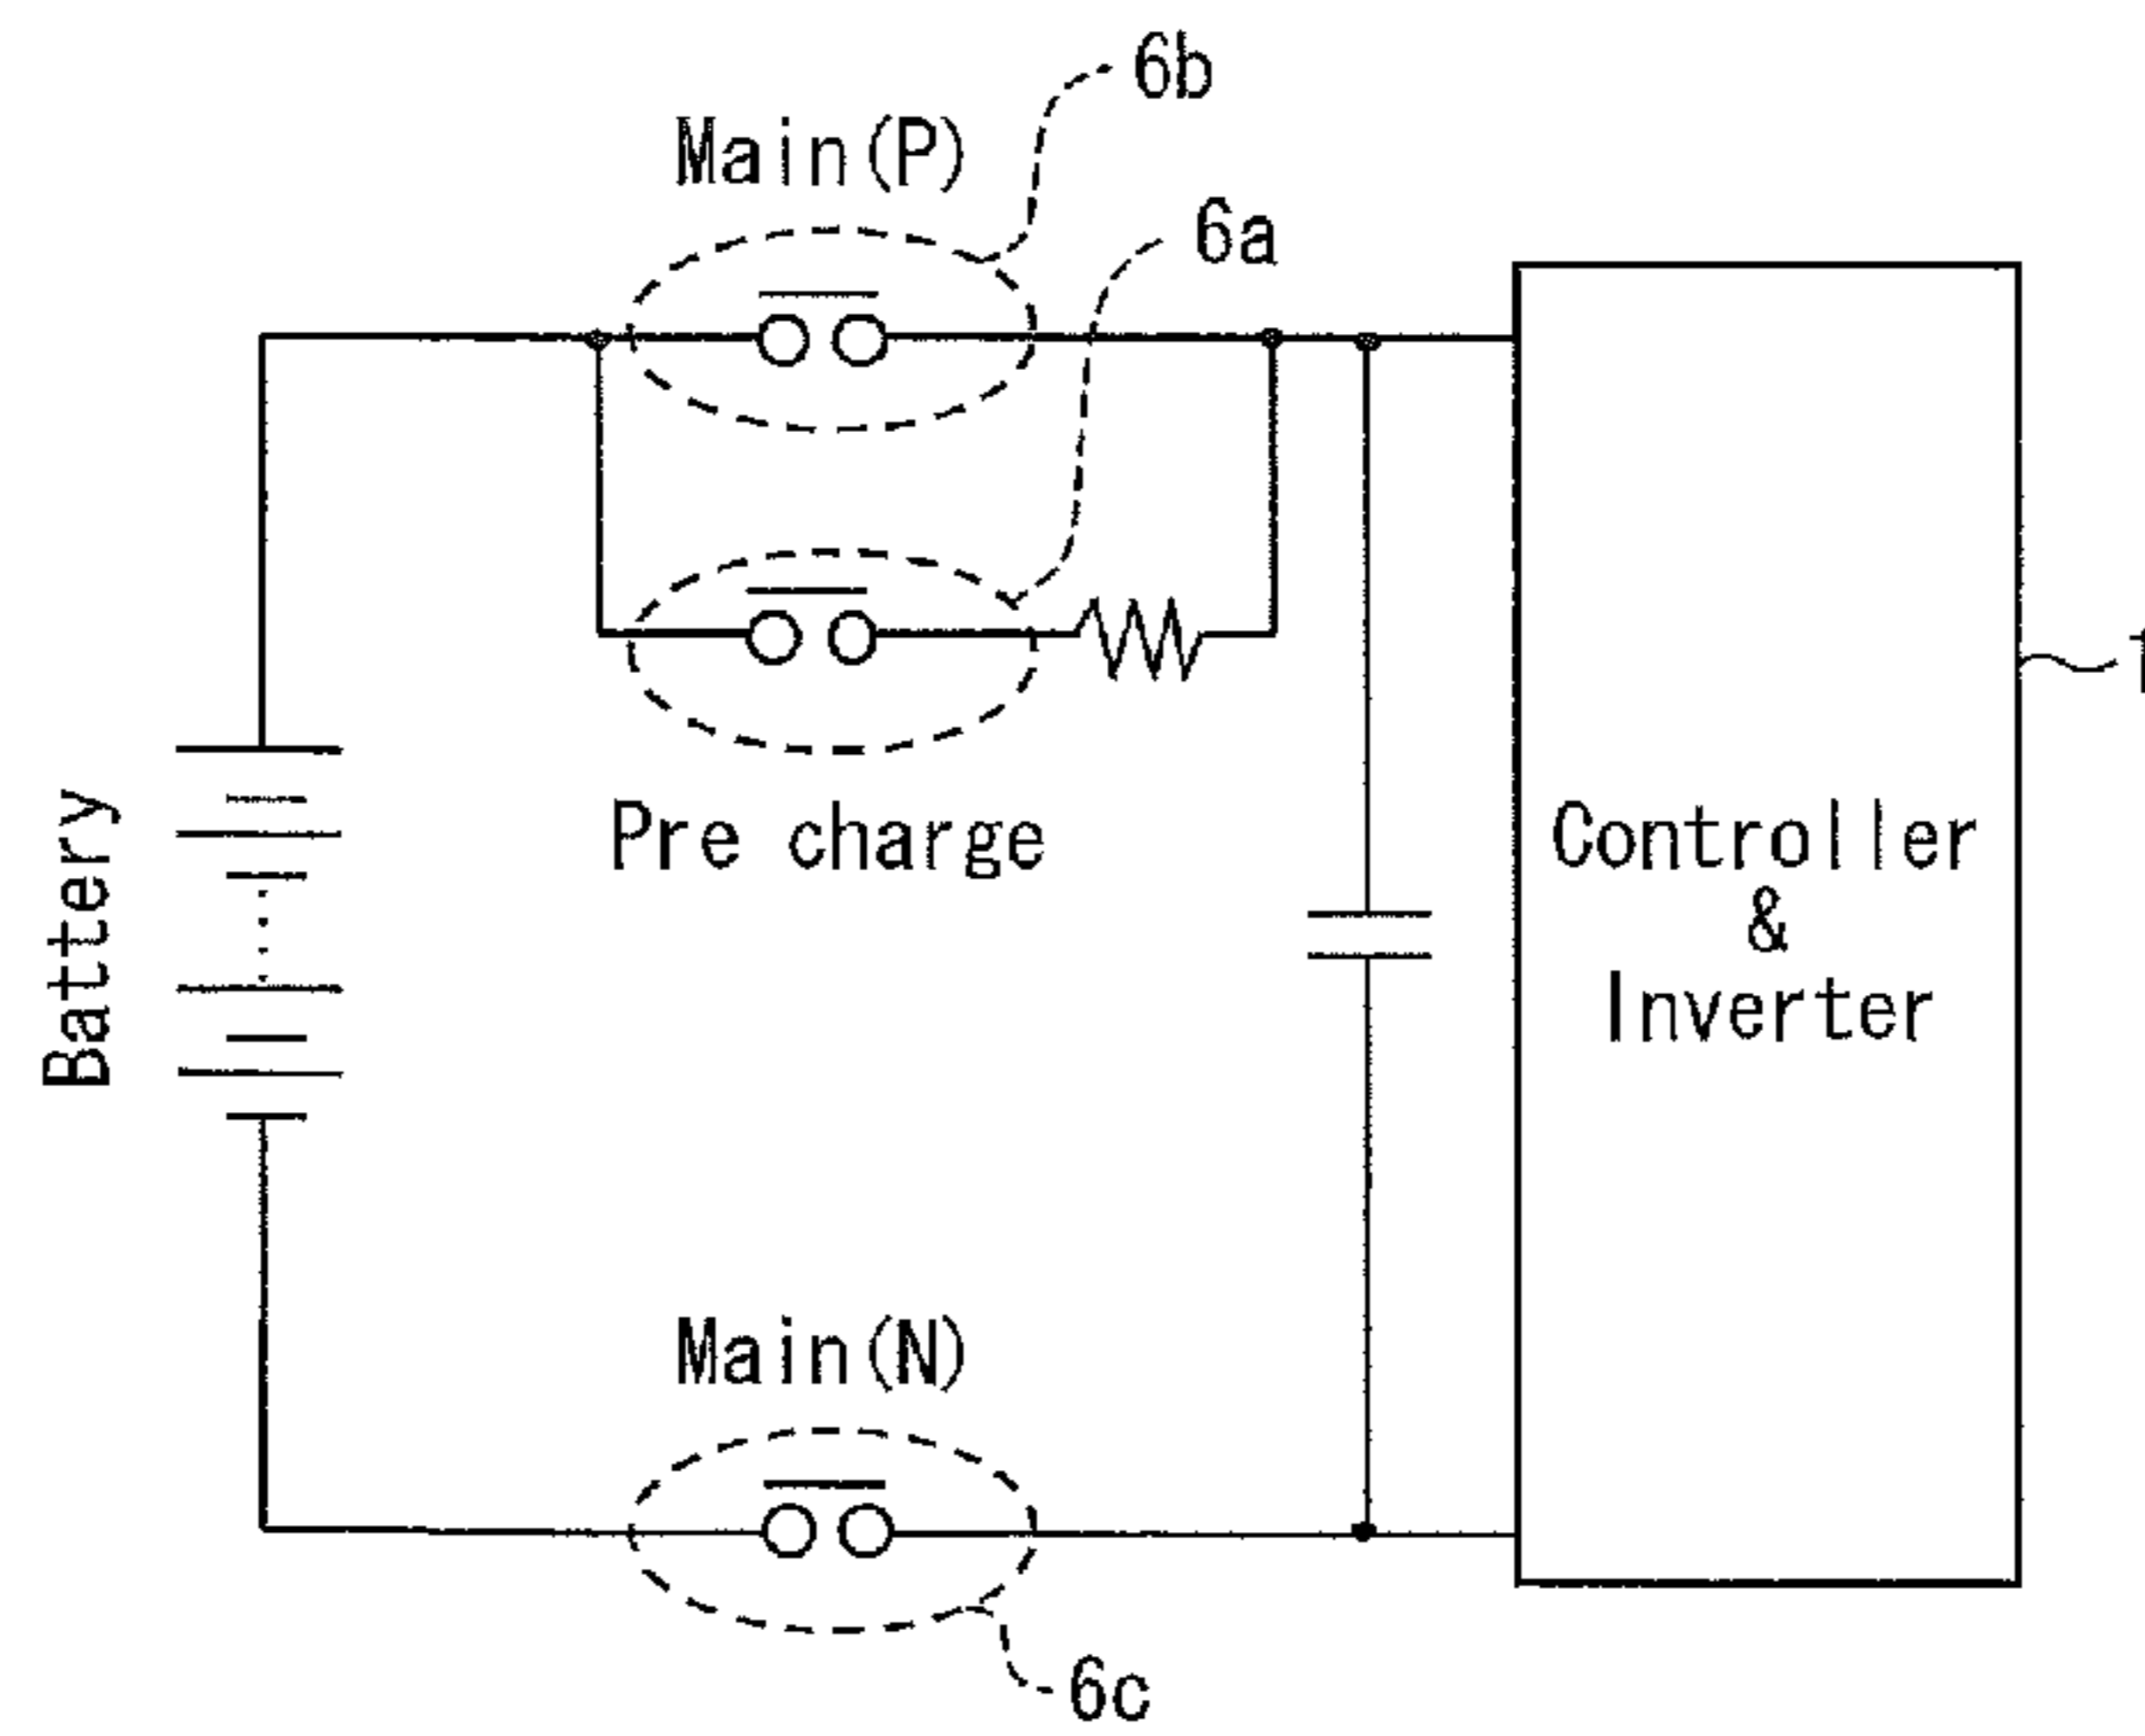 6b
Main(P)
6a
Pre charge
Battery
Controller
&
Inverter
Main(N)
6c